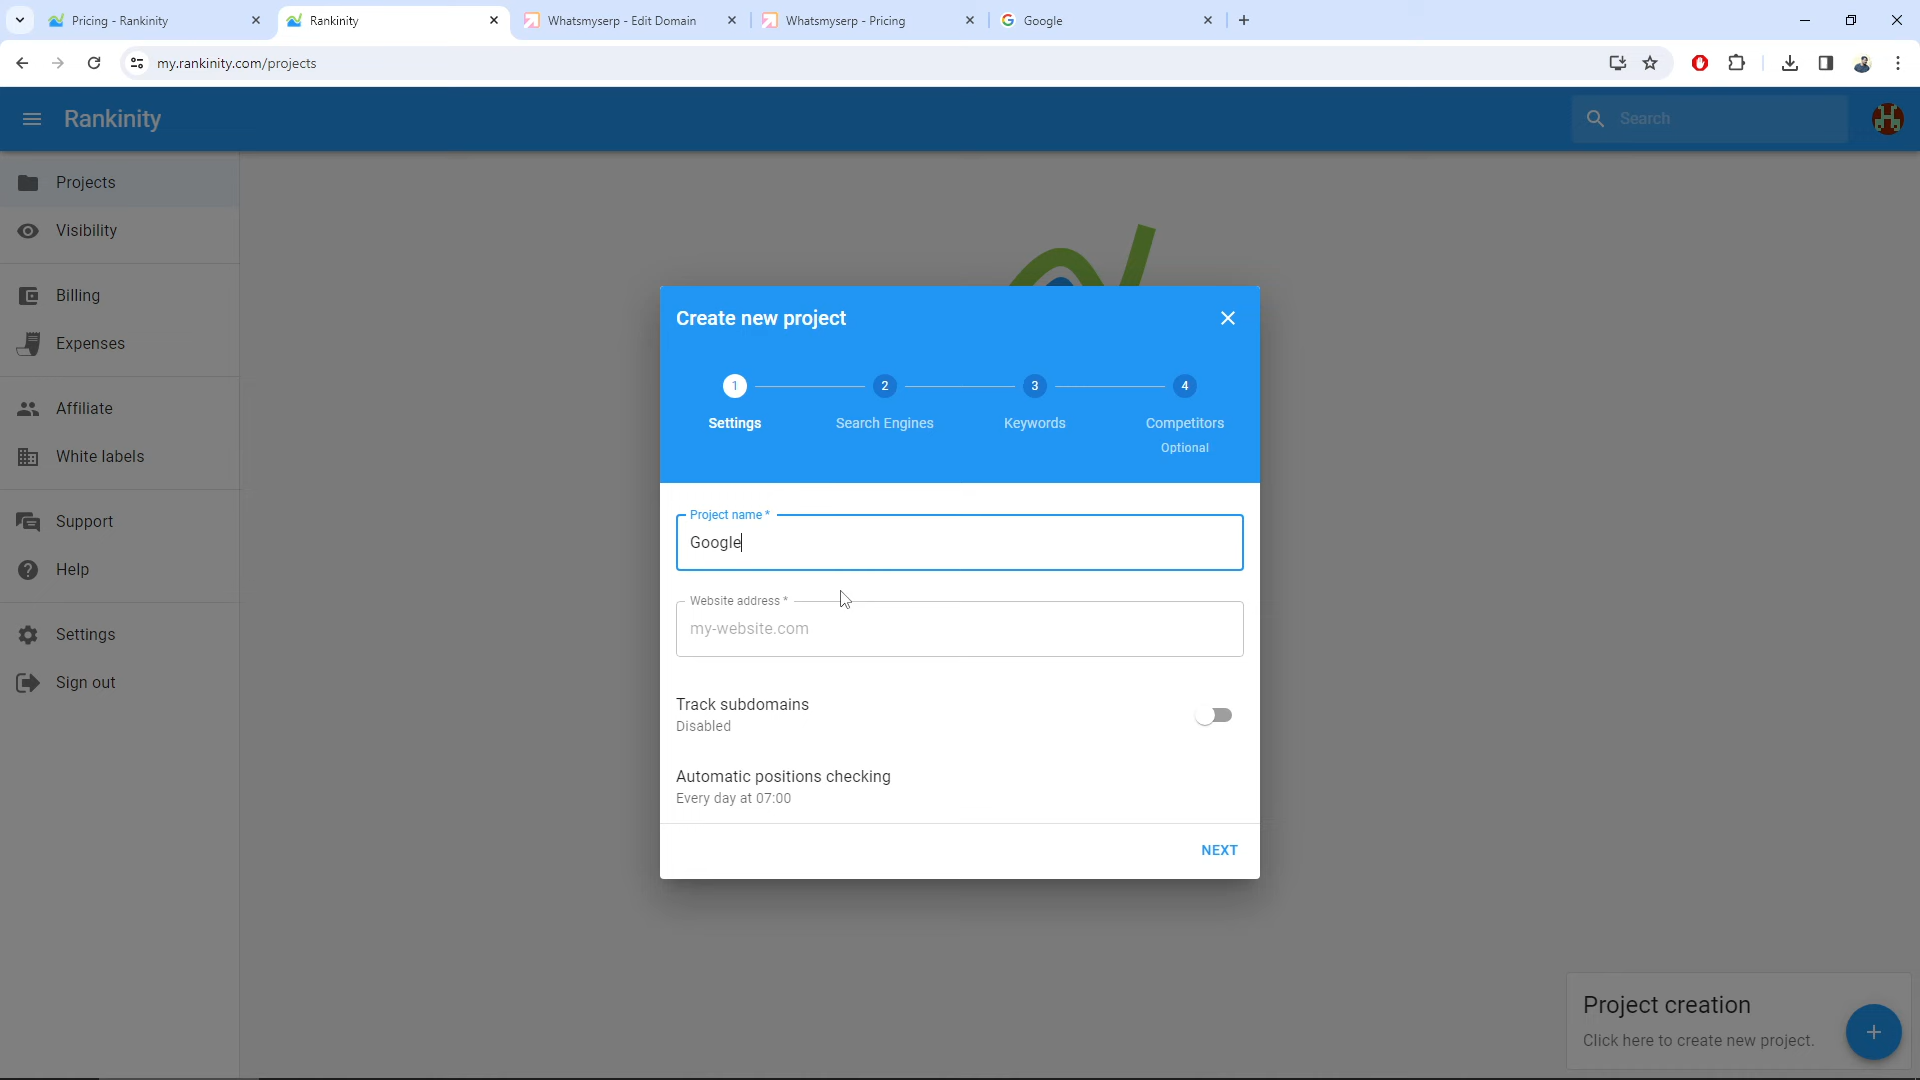 Pricing - Rankinity
Rankinity
Whatsmyserp - Edit Domain
Whatsmyserp - Pricing
Google
my.rankinity.com/projects
Rankinity
Search
Projects
Visibility
Billing
Expenses
Affiliate
White labels
Support
Help
Settings
Sign out
Create new project
1
2
3
4
Settings
Search Engines
Keywords
Competitors
Optional
Project name *
Google
Website address *
my-website.com
Track subdomains
Disabled
Automatic positions checking
Every day at 07:00
NEXT
Project creation
Click here to create new project.